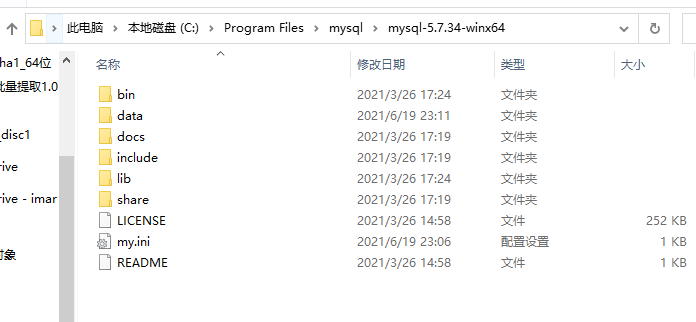 此电脑 › 本地磁盘 (C:) › Program Files › mysql › mysql-5.7.34-winx64
名称 修改日期 类型 大小
ha1_64位
批量提取1.0
_disc1
rive
rive - imar
对象
bin 2021/3/26 17:24 文件夹
data 2021/6/19 23:11 文件夹
docs 2021/3/26 17:19 文件夹
include 2021/3/26 17:19 文件夹
lib 2021/3/26 17:24 文件夹
share 2021/3/26 17:19 文件夹
LICENSE 2021/3/26 14:58 文件 252 KB
my.ini 2021/6/19 23:06 配置设置 1 KB
README 2021/3/26 14:58 文件 1 KB